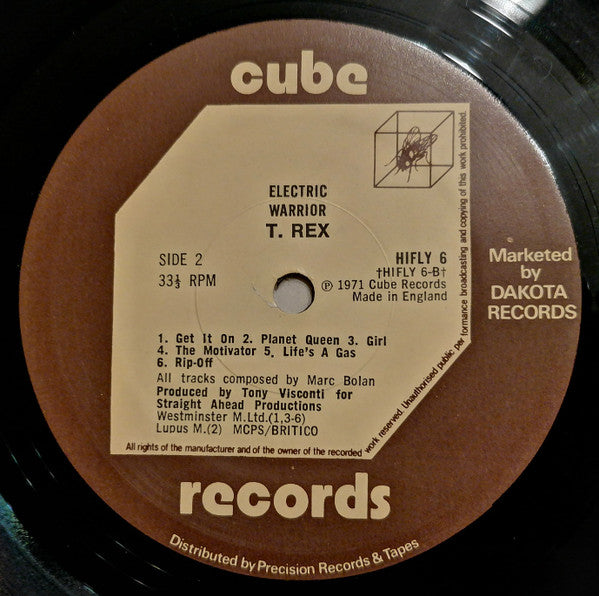 cube
ELECTRIC
WARRIOR
T. REX
SIDE 2
33⅓ RPM
HIFLY 6
†HIFLY 6-B†
Ⓟ 1971 Cube Records
Made in England
1. Get It On 2. Planet Queen 3. Girl
4. The Motivator 5. Life's A Gas
6. Rip-Off
All tracks composed by Marc Bolan
Produced by Tony Visconti for
Straight Ahead Productions
Westminster M.Ltd.(1,3-6)
Lupus M.(2) MCPS/BRITICO
All rights of the manufacturer and of the owner of the recorded work reserved. Unauthorised public performance broadcasting and copying of this work prohibited.
Marketed
by
DAKOTA
RECORDS
records
Distributed by Precision Records & Tapes